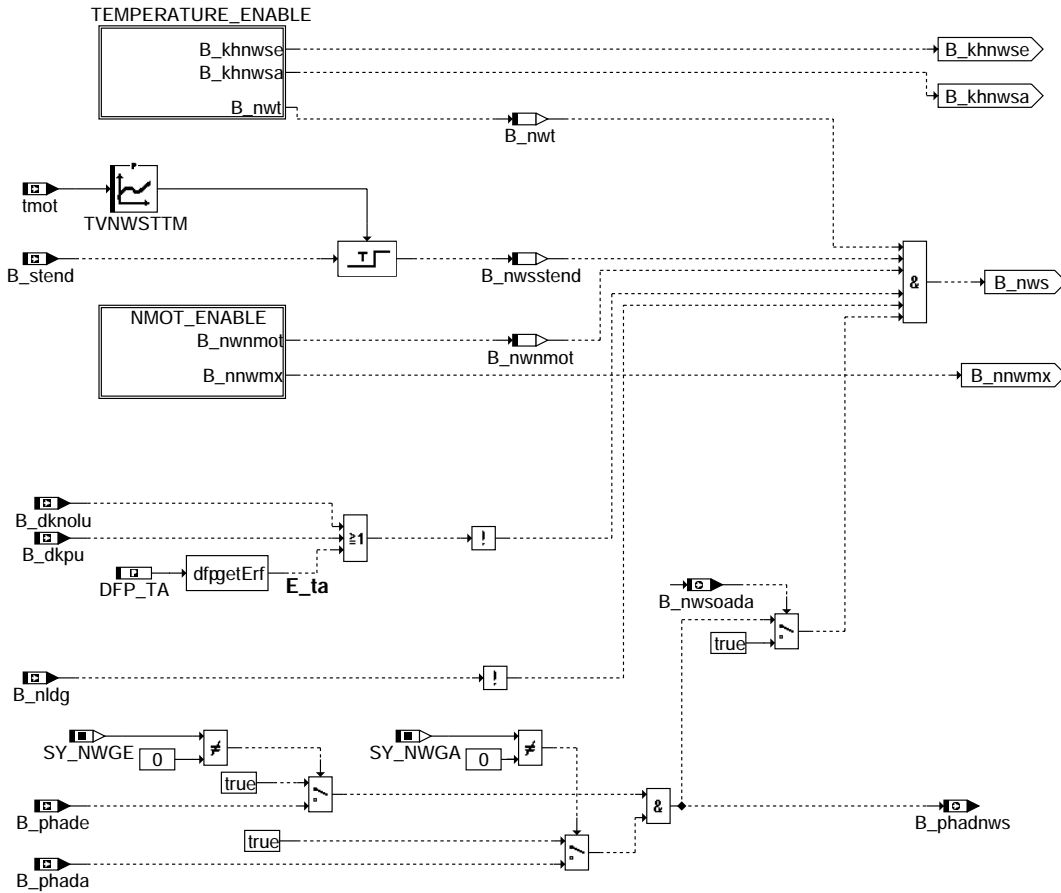 TEMPERATURE_ENABLE
B_khnwse
B_khnwse
B_khnwsa
B_khnwsa
B_nwt
B_nwt
P
tmot
TVNWSTTM
T
B_stend
B_nwsstend
&
B_nws
NMOT_ENABLE
B_nwnmot
B_nwnmot
B_nnwmx
B_nnwmx
B_dknolu
≥1
!
B_dkpu
DFP_TA
dfpgetErf
E_ta
B_nwsoada
true
B_nldg
!
SY_NWGE
0
≠
SY_NWGA
0
≠
true
B_phade
&
B_phadnws
true
B_phada